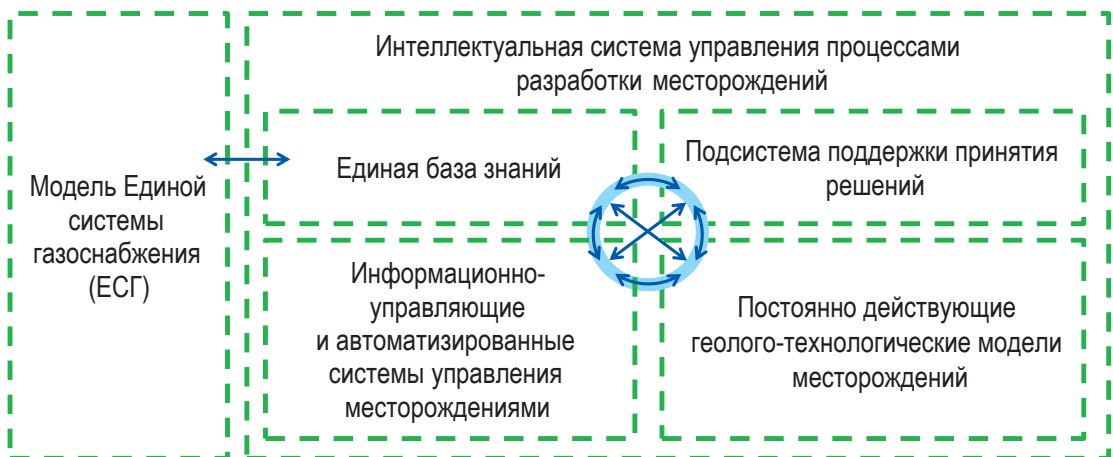 Модель Единой
системы
газоснабжения
(ЕСГ)
Интеллектуальная система управления процессами
разработки месторождений
Единая база знаний
Подсистема поддержки принятия
решений
Информационно-
управляющие
и автоматизированные
системы управления
месторождениями
Постоянно действующие
геолого-технологические модели
месторождений